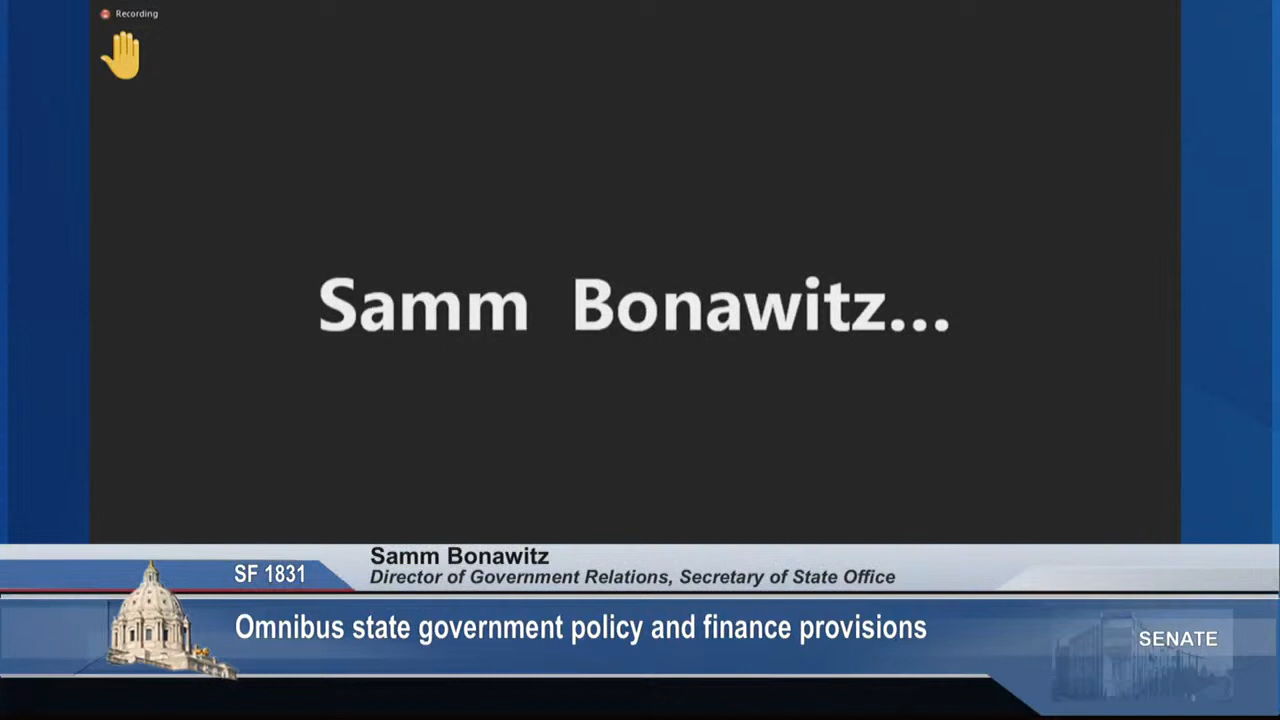 Recording
Samm Bonawitz...
Samm Bonawitz
Director of Government Relations, Secretary of State Office
SF 1831
Omnibus state government policy and finance provisions
SENATE